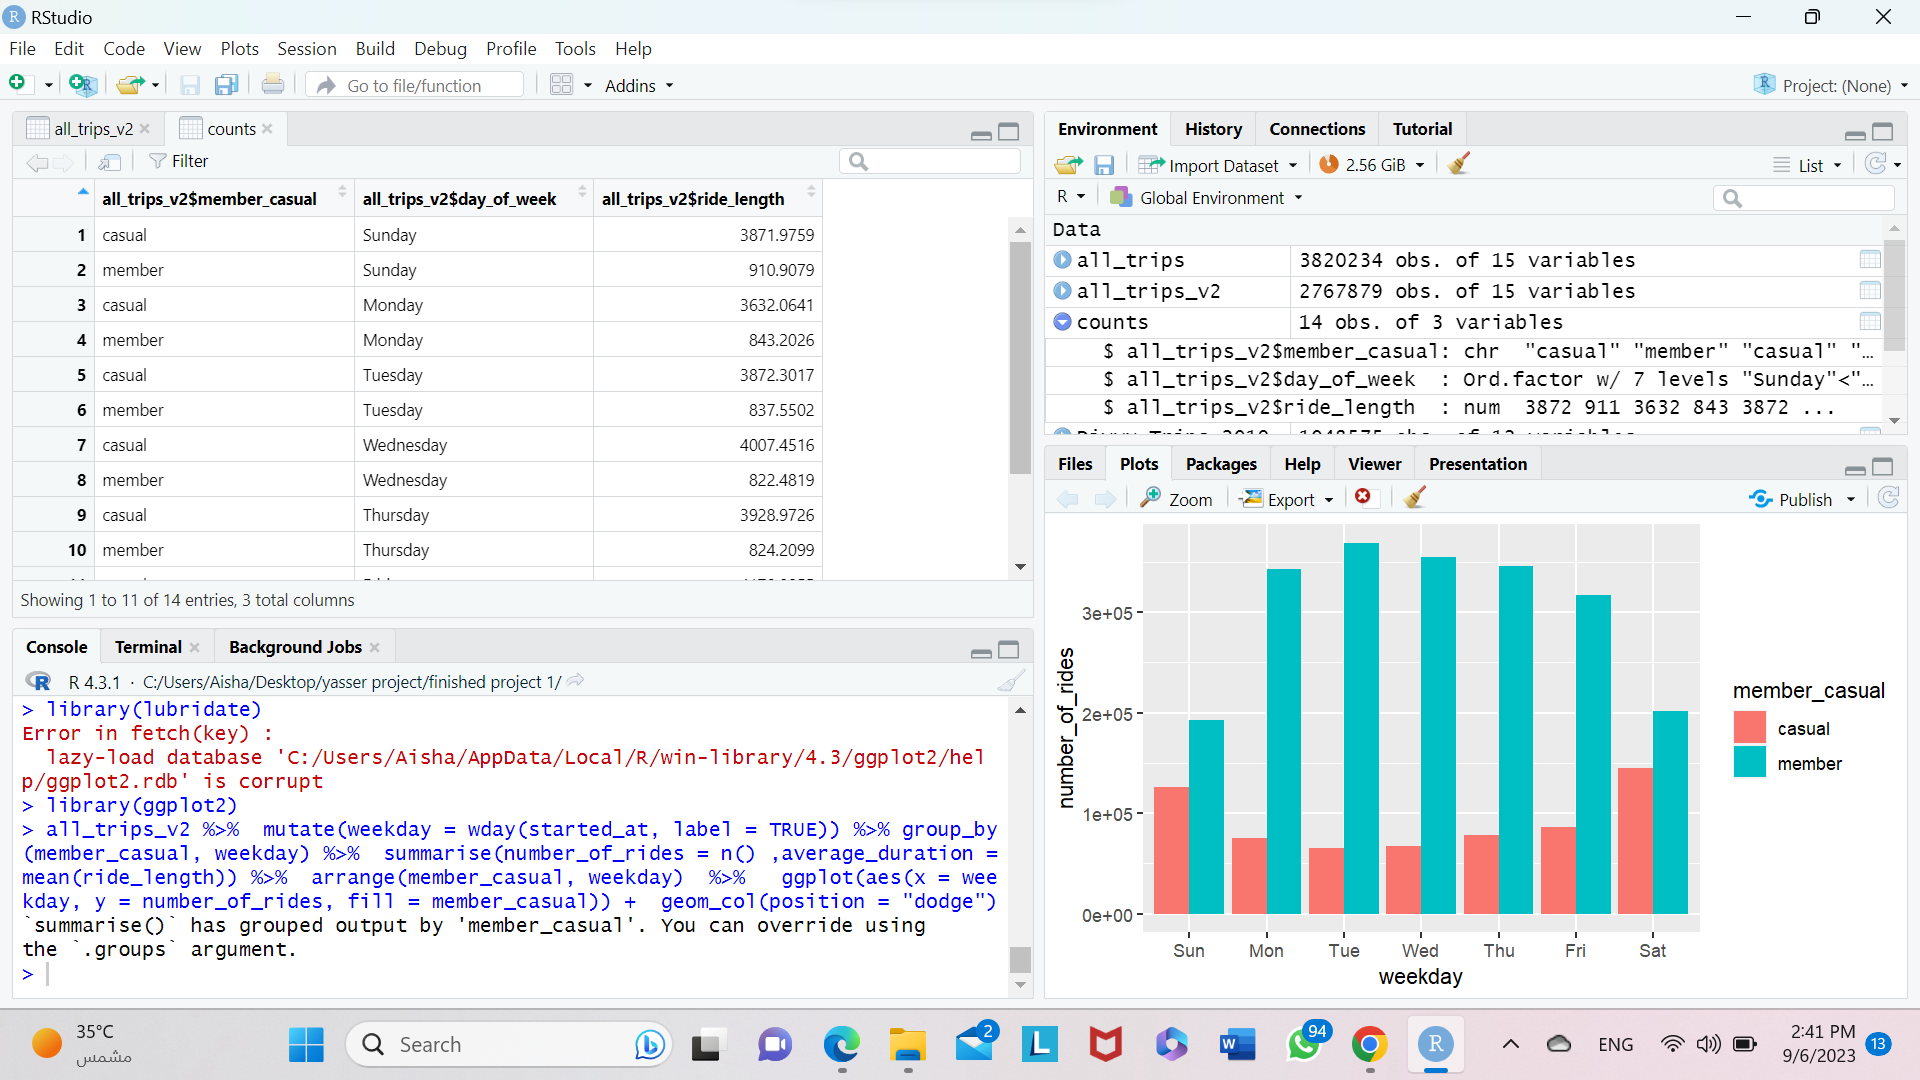 RStudio
File Edit Code View Plots Session Build Debug Profile Tools Help
Go to file/function Addins Project: (None)
all_trips_v2 counts
Filter
all_trips_v2$member_casual all_trips_v2$day_of_week all_trips_v2$ride_length
1 casual Sunday 3871.9759
2 member Sunday 910.9079
3 casual Monday 3632.0641
4 member Monday 843.2026
5 casual Tuesday 3872.3017
6 member Tuesday 837.5502
7 casual Wednesday 4007.4516
8 member Wednesday 822.4819
9 casual Thursday 3928.9726
10 member Thursday 824.2099
Showing 1 to 11 of 14 entries, 3 total columns
Console Terminal Background Jobs
R 4.3.1 · C:/Users/Aisha/Desktop/yasser project/finished project 1/
> library(lubridate)
Error in fetch(key) :
lazy-load database 'C:/Users/Aisha/AppData/Local/R/win-library/4.3/ggplot2/hel
p/ggplot2.rdb' is corrupt
> library(ggplot2)
> all_trips_v2 %>%  mutate(weekday = wday(started_at, label = TRUE)) %>% group_by
(member_casual, weekday) %>%  summarise(number_of_rides = n() ,average_duration =
mean(ride_length)) %>%  arrange(member_casual, weekday)  %>%   ggplot(aes(x = wee
kday, y = number_of_rides, fill = member_casual)) +  geom_col(position = "dodge")
`summarise()` has grouped output by 'member_casual'. You can override using
the `.groups` argument.
>
Environment History Connections Tutorial
Import Dataset 2.56 GiB List
R Global Environment
Data
all_trips 3820234 obs. of 15 variables
all_trips_v2 2767879 obs. of 15 variables
counts 14 obs. of 3 variables
$ all_trips_v2$member_casual: chr  "casual" "member" "casual" "…
$ all_trips_v2$day_of_week  : Ord.factor w/ 7 levels "Sunday"<"…
$ all_trips_v2$ride_length  : num  3872 911 3632 843 3872 ...
Files Plots Packages Help Viewer Presentation
Zoom Export Publish
3e+05
2e+05
1e+05
0e+00
number_of_rides
Sun Mon Tue Wed Thu Fri Sat
weekday
member_casual
casual
member
35°C
مشمس
Search
2
94
ENG
2:41 PM
9/6/2023
13